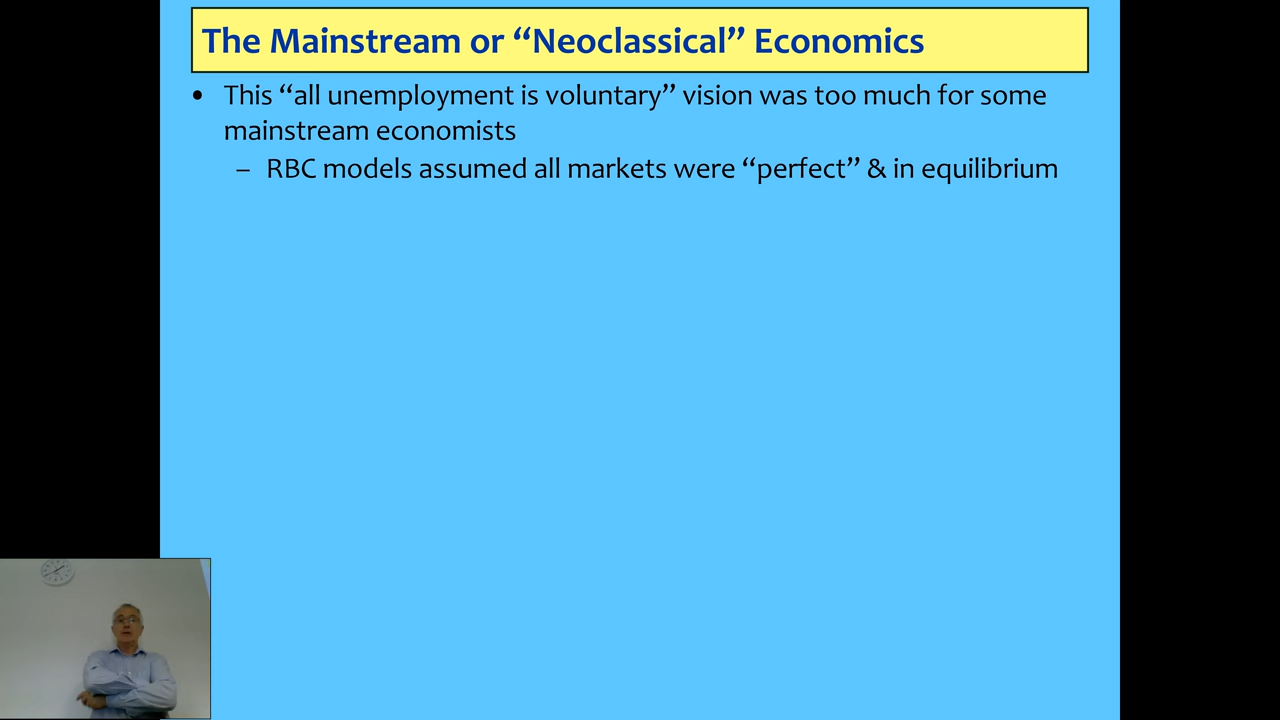 The Mainstream or “Neoclassical” Economics
• This “all unemployment is voluntary” vision was too much for some
mainstream economists
– RBC models assumed all markets were “perfect” & in equilibrium